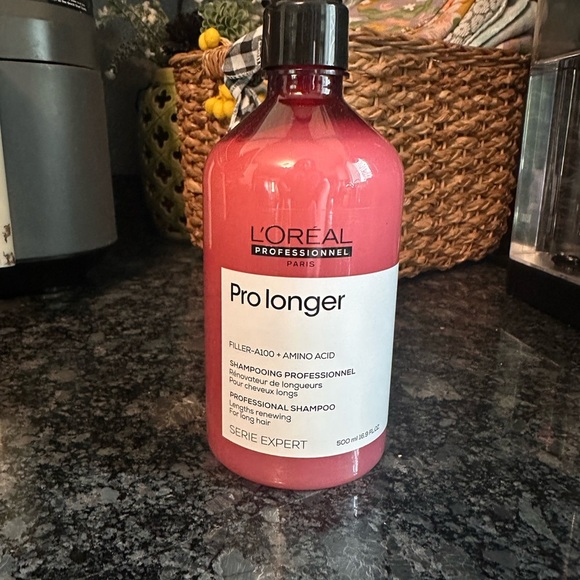 L'ORÉAL
PROFESSIONNEL
PARIS
Pro longer
FILLER-A100 + AMINO ACID
SHAMPOOING PROFESSIONNEL
Rénovateur de longueurs
Pour cheveux longs
PROFESSIONAL SHAMPOO
Lengths renewing
For long hair
SERIE EXPERT
500 ml 16.9 FL.OZ.